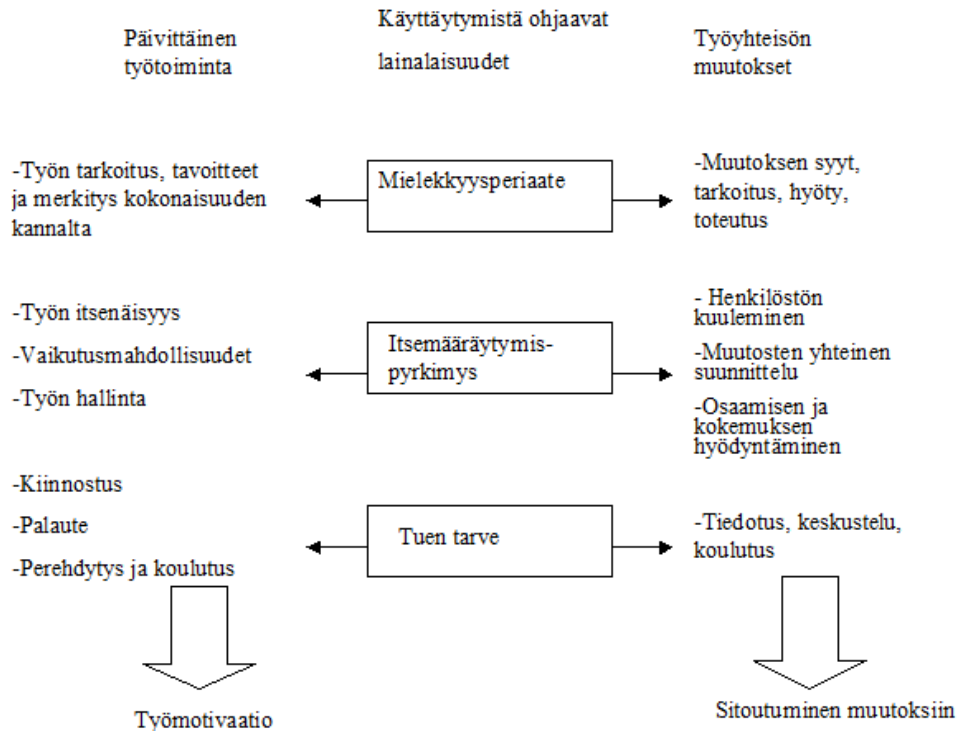 Päivittäinen
työtoiminta
Käyttäytymistä ohjaavat
lainalaisuudet
Työyhteisön
muutokset
-Työn tarkoitus, tavoitteet
ja merkitys kokonaisuuden
kannalta
Mielekkyysperiaate
-Muutoksen syyt,
tarkoitus, hyöty,
toteutus
-Työn itsenäisyys
-Vaikutusmahdollisuudet
-Työn hallinta
Itsemääräytymis-
pyrkimys
- Henkilöstön
kuuleminen
-Muutosten yhteinen
suunnittelu
-Osaamisen ja
kokemuksen
hyödyntäminen
-Kiinnostus
-Palaute
-Perehdytys ja koulutus
Tuen tarve
-Tiedotus, keskustelu,
koulutus
Työmotivaatio
Sitoutuminen muutoksiin